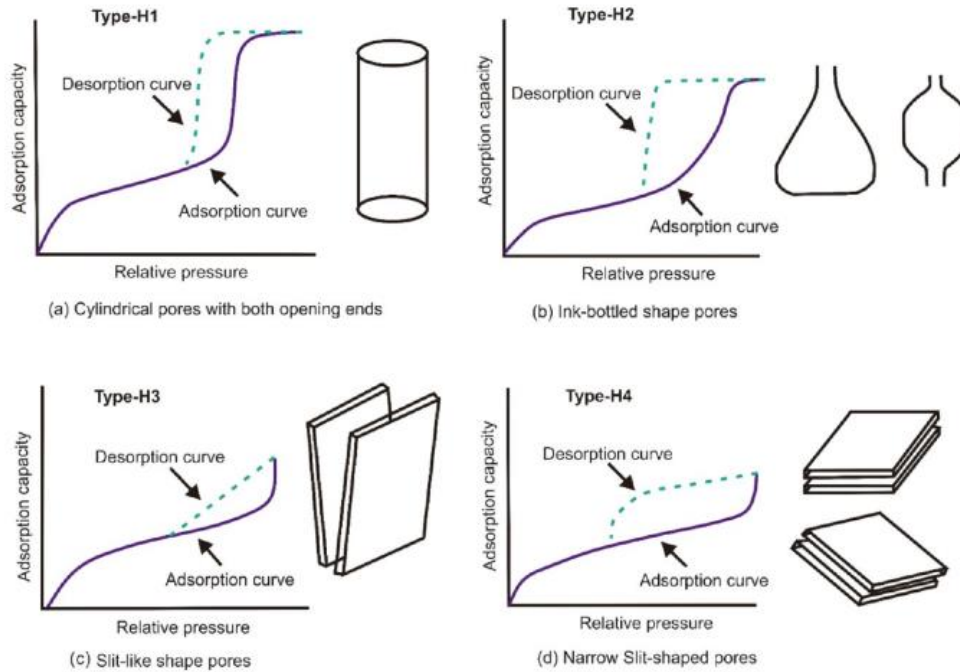 Type-H1
Desorption curve
Adsorption capacity
Adsorption curve
Relative pressure
(a) Cylindrical pores with both opening ends
Type-H2
Desorption curve
Adsorption capacity
Adsorption curve
Relative pressure
(b) Ink-bottled shape pores
Type-H3
Desorption curve
Adsorption capacity
Adsorption curve
Relative pressure
(c) Slit-like shape pores
Type-H4
Desorption curve
Adsorption capacity
Adsorption curve
Relative pressure
(d) Narrow Slit-shaped pores